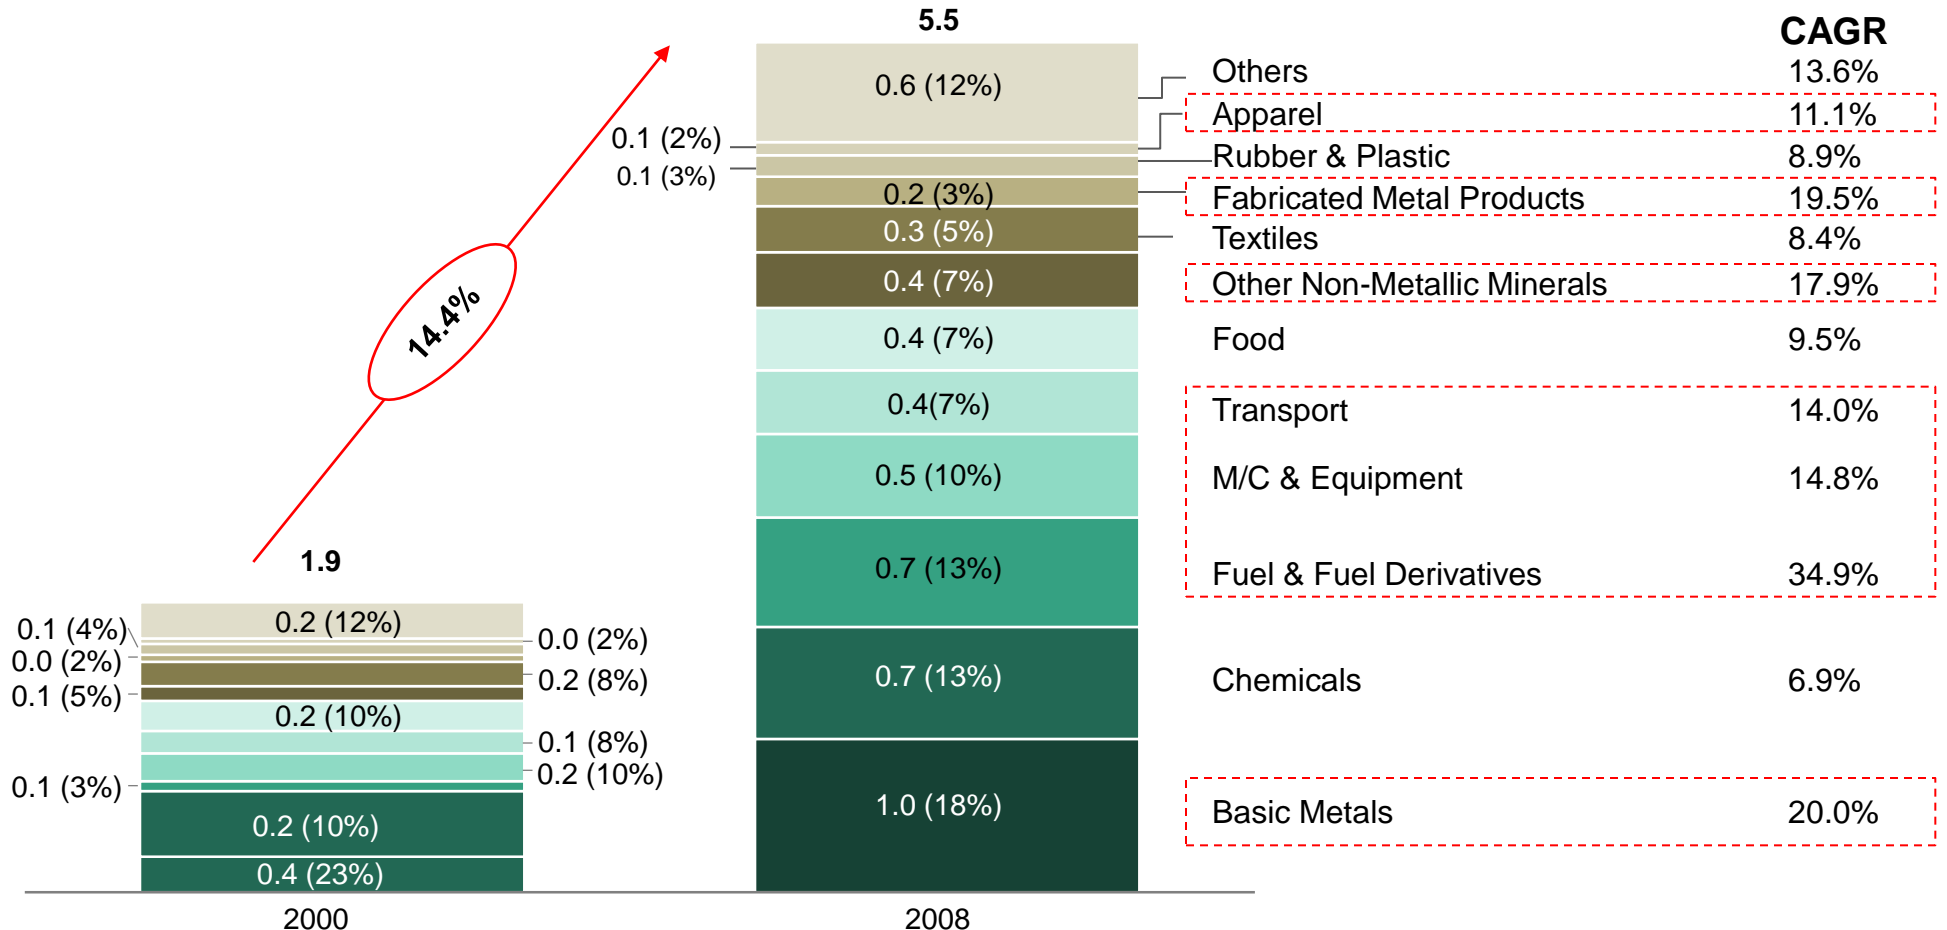 5.5
CAGR
0.6 (12%)
Others 13.6%
0.1 (2%)
Apparel 11.1%
0.1 (3%)
Rubber & Plastic 8.9%
0.2 (3%)
Fabricated Metal Products 19.5%
0.3 (5%)
Textiles 8.4%
0.4 (7%)
Other Non-Metallic Minerals 17.9%
14.4%
0.4 (7%)
Food 9.5%
0.4(7%)
Transport 14.0%
0.5 (10%)
M/C & Equipment 14.8%
1.9
0.7 (13%)
Fuel & Fuel Derivatives 34.9%
0.2 (12%)
0.1 (4%)
0.0 (2%)
0.0 (2%)
0.2 (8%)
0.1 (5%)
0.7 (13%)
Chemicals 6.9%
0.2 (10%)
0.1 (8%)
0.2 (10%)
0.1 (3%)
1.0 (18%)
Basic Metals 20.0%
0.2 (10%)
0.4 (23%)
2000
2008